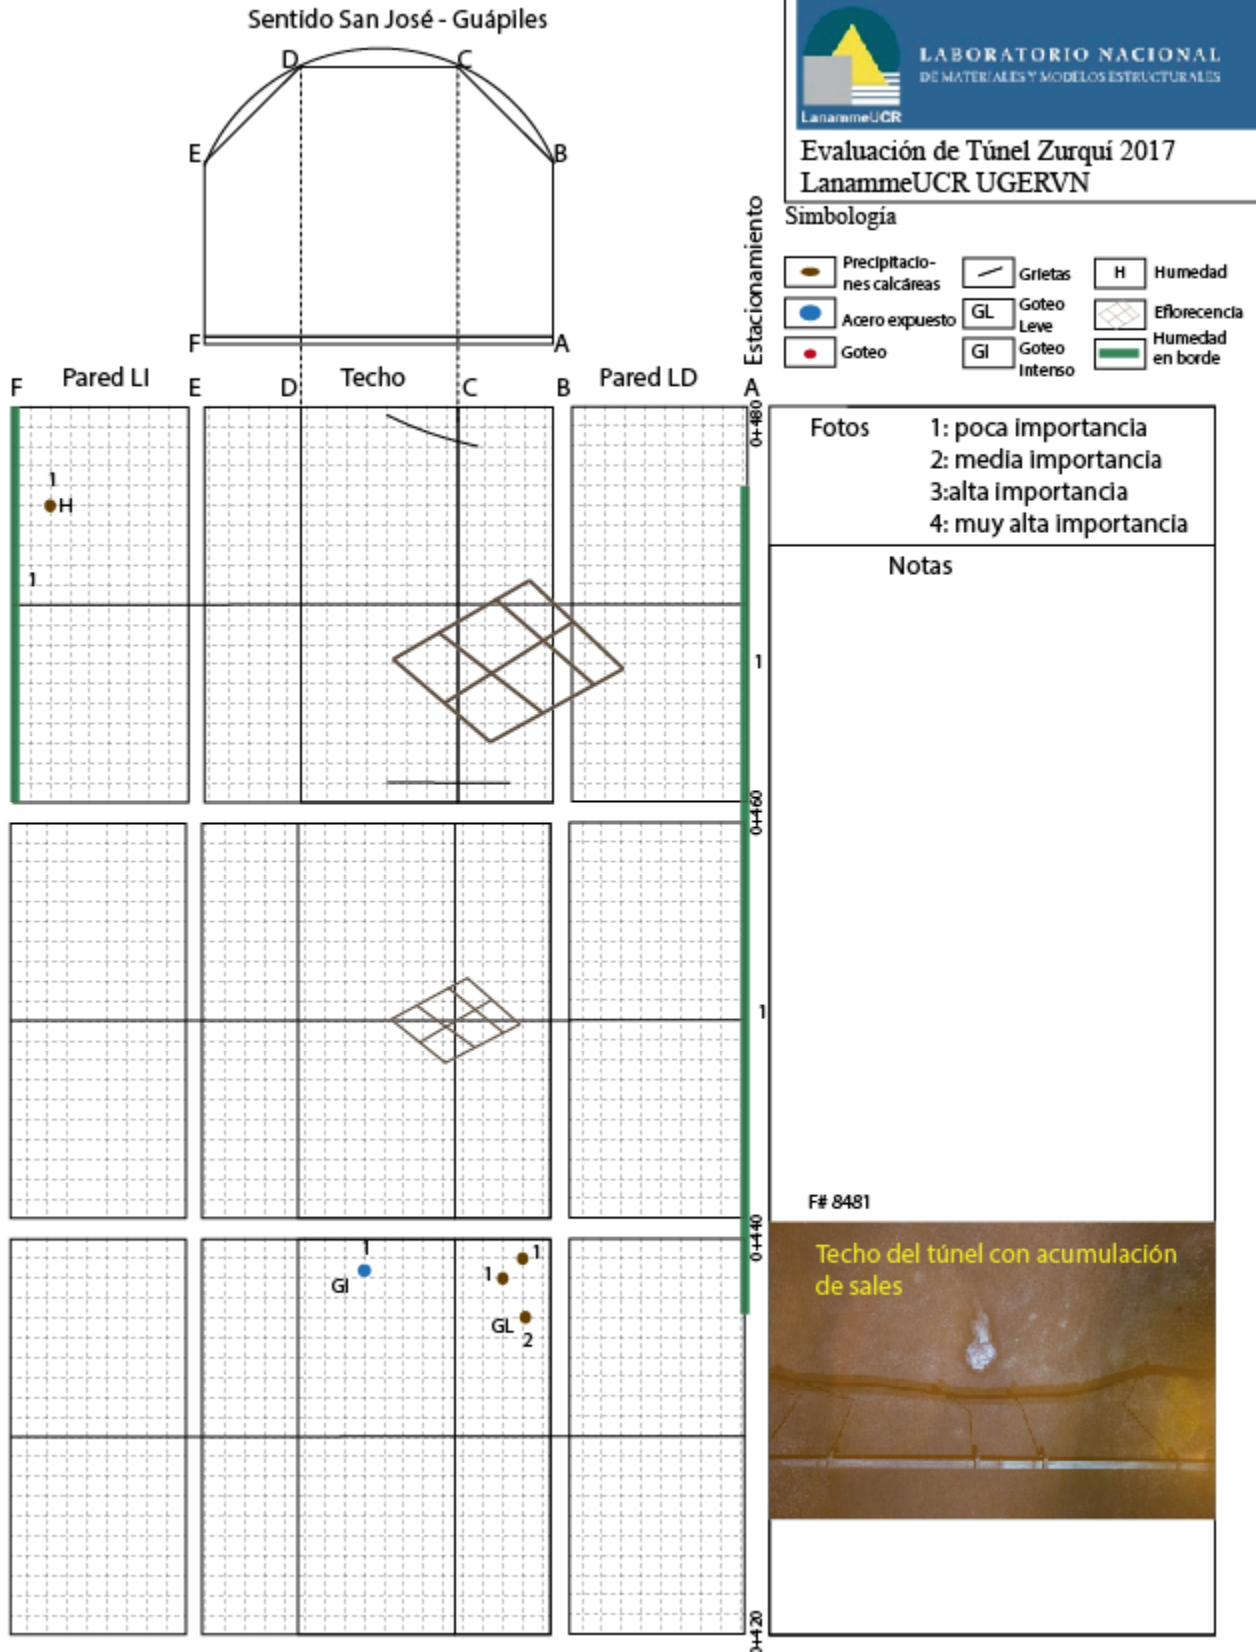 Sentido San José - Guápiles
D
C
E
B
F
A
LABORATORIO NACIONAL
DE MATERIALES Y MODELOS ESTRUCTURALES
LanammeUCR
Evaluación de Túnel Zurquí 2017
LanammeUCR UGERVN
Simbología
Precipitacio-
nes calcáreas
Grietas
H
Humedad
Acero expuesto
GL
Goteo
Leve
Eflorecencia
Goteo
GI
Goteo
Intenso
Humedad
en borde
Estacionamiento
F
Pared LI
E
D
Techo
C
B
Pared LD
A
0+480
1
H
1
1
0+460
1
0+440
1
GI
1
1
GL
2
0+420
Fotos
1: poca importancia
2: media importancia
3:alta importancia
4: muy alta importancia
Notas
F# 8481
Techo del túnel con acumulación
de sales